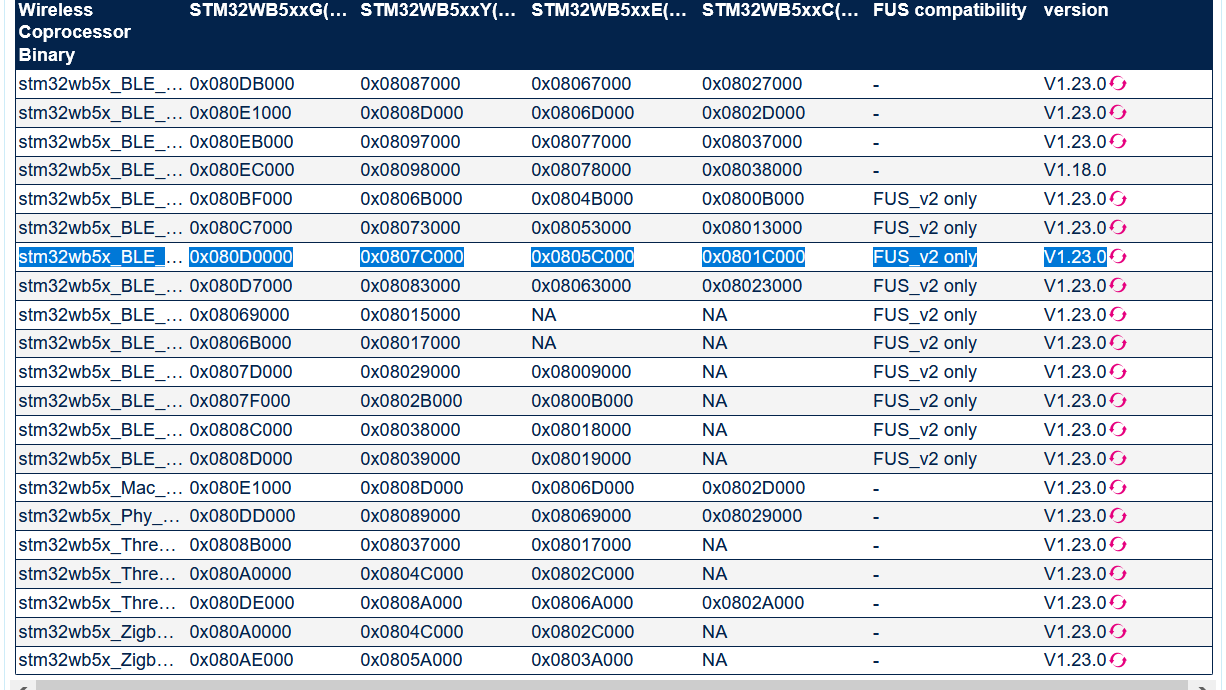 Wireless Coprocessor Binary STM32WB5xxG(… STM32WB5xxY(… STM32WB5xxE(… STM32WB5xxC(… FUS compatibility version
stm32wb5x_BLE_… 0x080DB000 0x08087000 0x08067000 0x08027000 - V1.23.0
stm32wb5x_BLE_… 0x080E1000 0x0808D000 0x0806D000 0x0802D000 - V1.23.0
stm32wb5x_BLE_… 0x080EB000 0x08097000 0x08077000 0x08037000 - V1.23.0
stm32wb5x_BLE_… 0x080EC000 0x08098000 0x08078000 0x08038000 - V1.18.0
stm32wb5x_BLE_… 0x080BF000 0x0806B000 0x0804B000 0x0800B000 FUS_v2 only V1.23.0
stm32wb5x_BLE_… 0x080C7000 0x08073000 0x08053000 0x08013000 FUS_v2 only V1.23.0
stm32wb5x_BLE_… 0x080D0000 0x0807C000 0x0805C000 0x0801C000 FUS_v2 only V1.23.0
stm32wb5x_BLE_… 0x080D7000 0x08083000 0x08063000 0x08023000 FUS_v2 only V1.23.0
stm32wb5x_BLE_… 0x08069000 0x08015000 NA NA FUS_v2 only V1.23.0
stm32wb5x_BLE_… 0x0806B000 0x08017000 NA NA FUS_v2 only V1.23.0
stm32wb5x_BLE_… 0x0807D000 0x08029000 0x08009000 NA FUS_v2 only V1.23.0
stm32wb5x_BLE_… 0x0807F000 0x0802B000 0x0800B000 NA FUS_v2 only V1.23.0
stm32wb5x_BLE_… 0x0808C000 0x08038000 0x08018000 NA FUS_v2 only V1.23.0
stm32wb5x_BLE_… 0x0808D000 0x08039000 0x08019000 NA FUS_v2 only V1.23.0
stm32wb5x_Mac_… 0x080E1000 0x0808D000 0x0806D000 0x0802D000 - V1.23.0
stm32wb5x_Phy_… 0x080DD000 0x08089000 0x08069000 0x08029000 - V1.23.0
stm32wb5x_Thre… 0x0808B000 0x08037000 0x08017000 NA - V1.23.0
stm32wb5x_Thre… 0x080A0000 0x0804C000 0x0802C000 NA - V1.23.0
stm32wb5x_Thre… 0x080DE000 0x0808A000 0x0806A000 0x0802A000 - V1.23.0
stm32wb5x_Zigb… 0x080A0000 0x0804C000 0x0802C000 NA - V1.23.0
stm32wb5x_Zigb… 0x080AE000 0x0805A000 0x0803A000 NA - V1.23.0